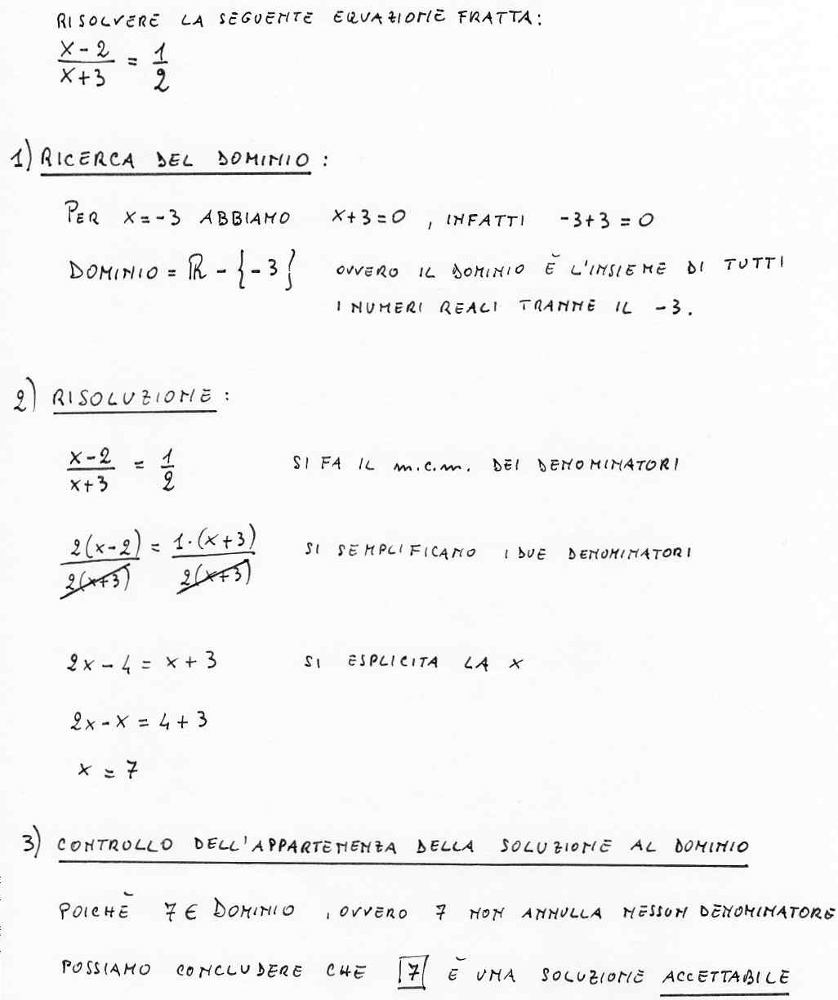 RISOLVERE LA SEGUENTE EQUAZIONE FRATTA:
x-2/x+3 = 1/2
1) RICERCA DEL DOMINIO :
PER x=-3 ABBIAMO x+3=0 , INFATTI -3+3=0
DOMINIO = ℝ - {-3} OVVERO IL DOMINIO È L'INSIEME DI TUTTI
I NUMERI REALI TRANNE IL -3.
2) RISOLUZIONE :
x-2/x+3 = 1/2 SI FA IL m.c.m. DEI DENOMINATORI
2(x-2)/2(x+3) = 1·(x+3)/2(x+3) SI SEMPLIFICANO I DUE DENOMINATORI
2x-4=x+3 SI ESPLICITA LA x
2x-x=4+3
x=7
3) CONTROLLO DELL'APPARTENENZA DELLA SOLUZIONE AL DOMINIO
POICHÈ 7 ∈ DOMINIO , OVVERO 7 NON ANNULLA NESSUN DENOMINATORE
POSSIAMO CONCLUDERE CHE 7 È UNA SOLUZIONE ACCETTABILE